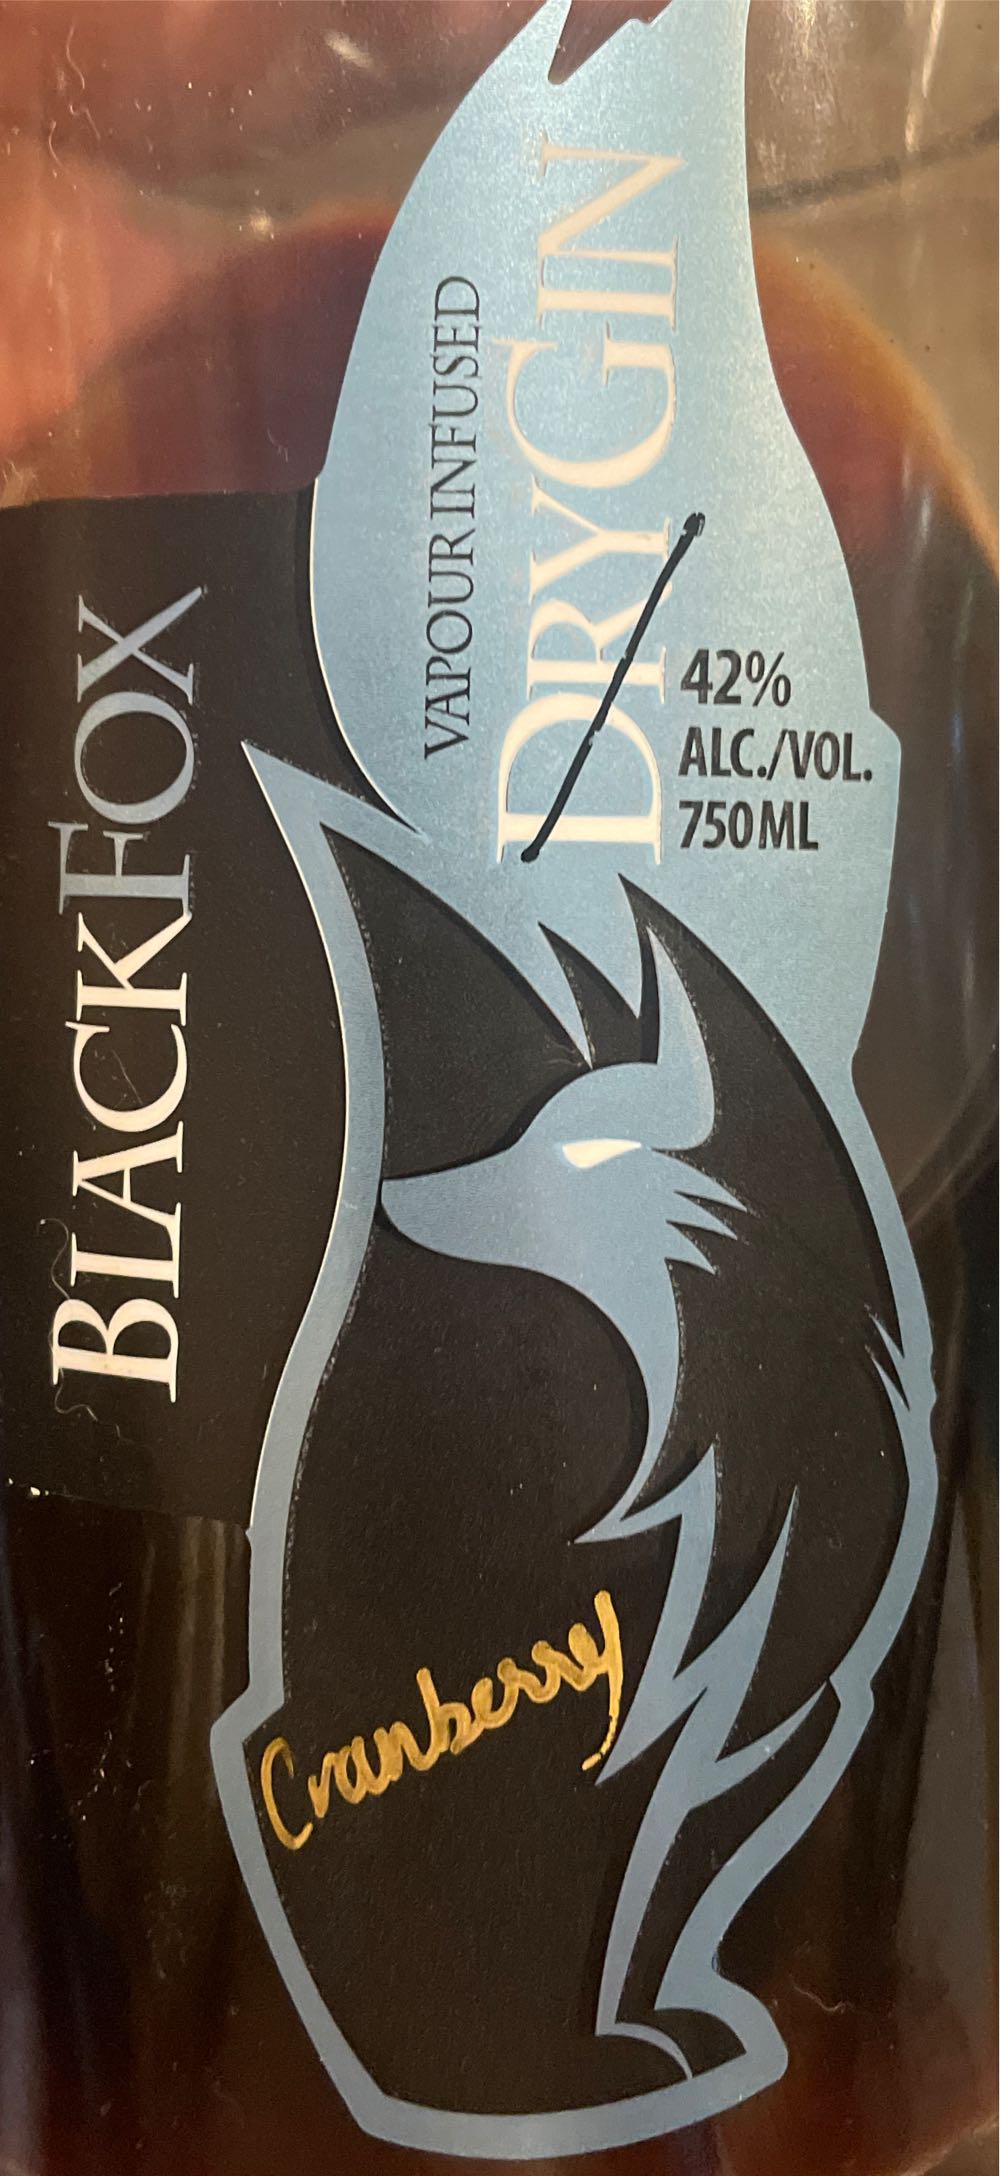 BLACKFOX
VAPOUR INFUSED
DRY GIN
42%
ALC./VOL.
750ML
Cranberry